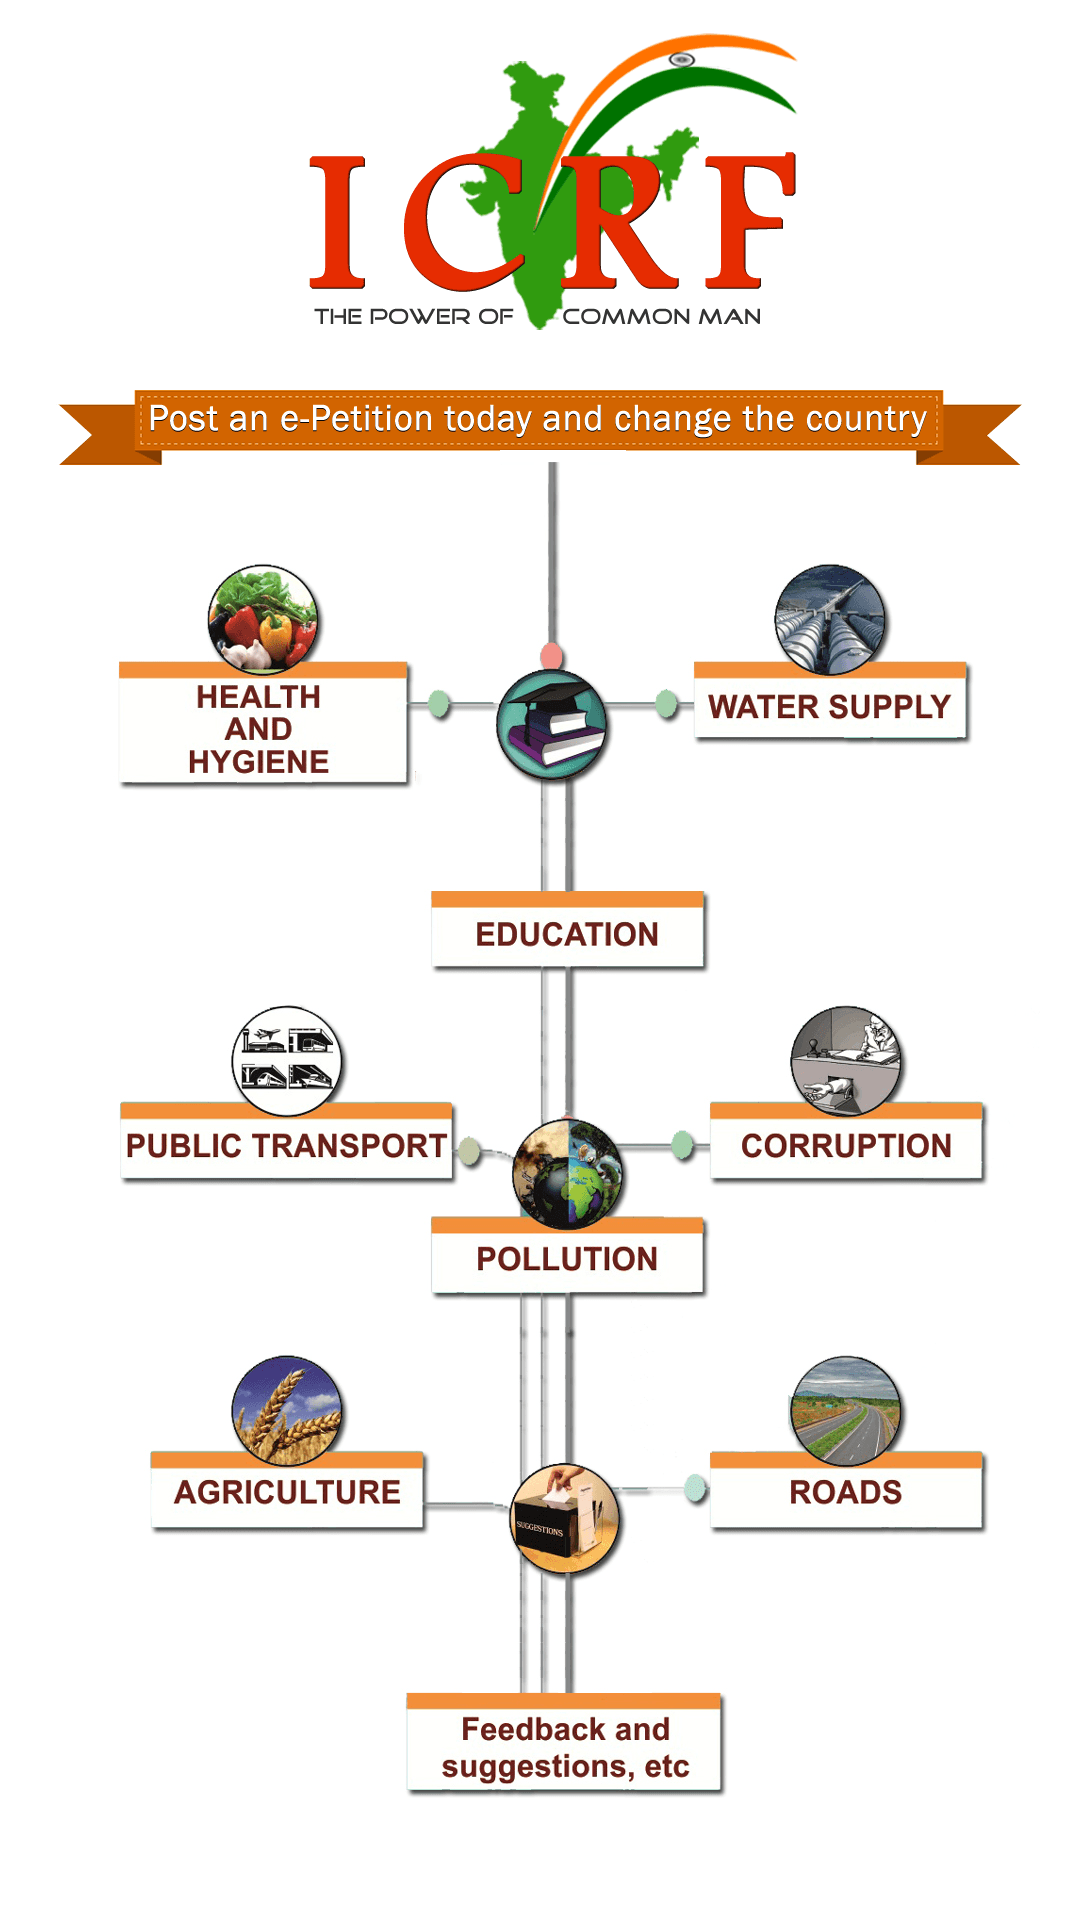 ICRF
THE POWER OF COMMON MAN
Post an e-Petition today and change the country
HEALTH
AND
HYGIENE
WATER SUPPLY
EDUCATION
PUBLIC TRANSPORT
CORRUPTION
POLLUTION
AGRICULTURE
SUGGESTIONS
ROADS
Feedback and
suggestions, etc